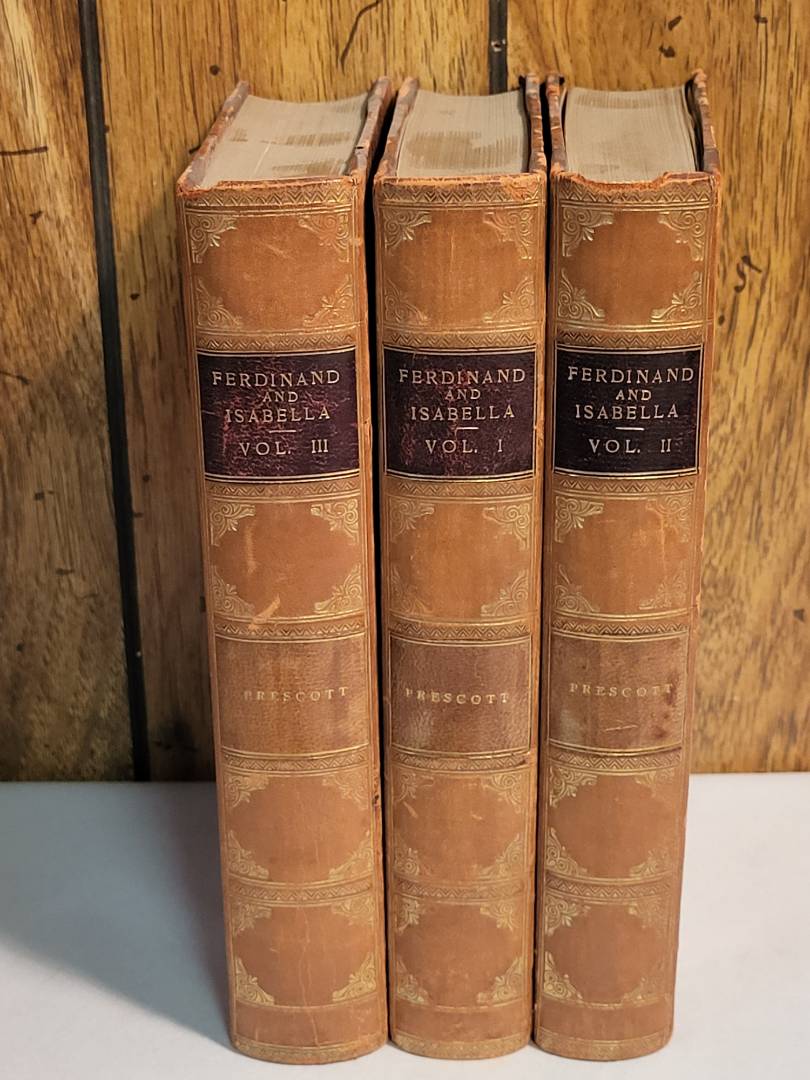 FERDINAND
AND
ISABELLA
VOL. III
PRESCOTT
FERDINAND
AND
ISABELLA
VOL. I
PRESCOTT
FERDINAND
AND
ISABELLA
VOL. II
PRESCOTT